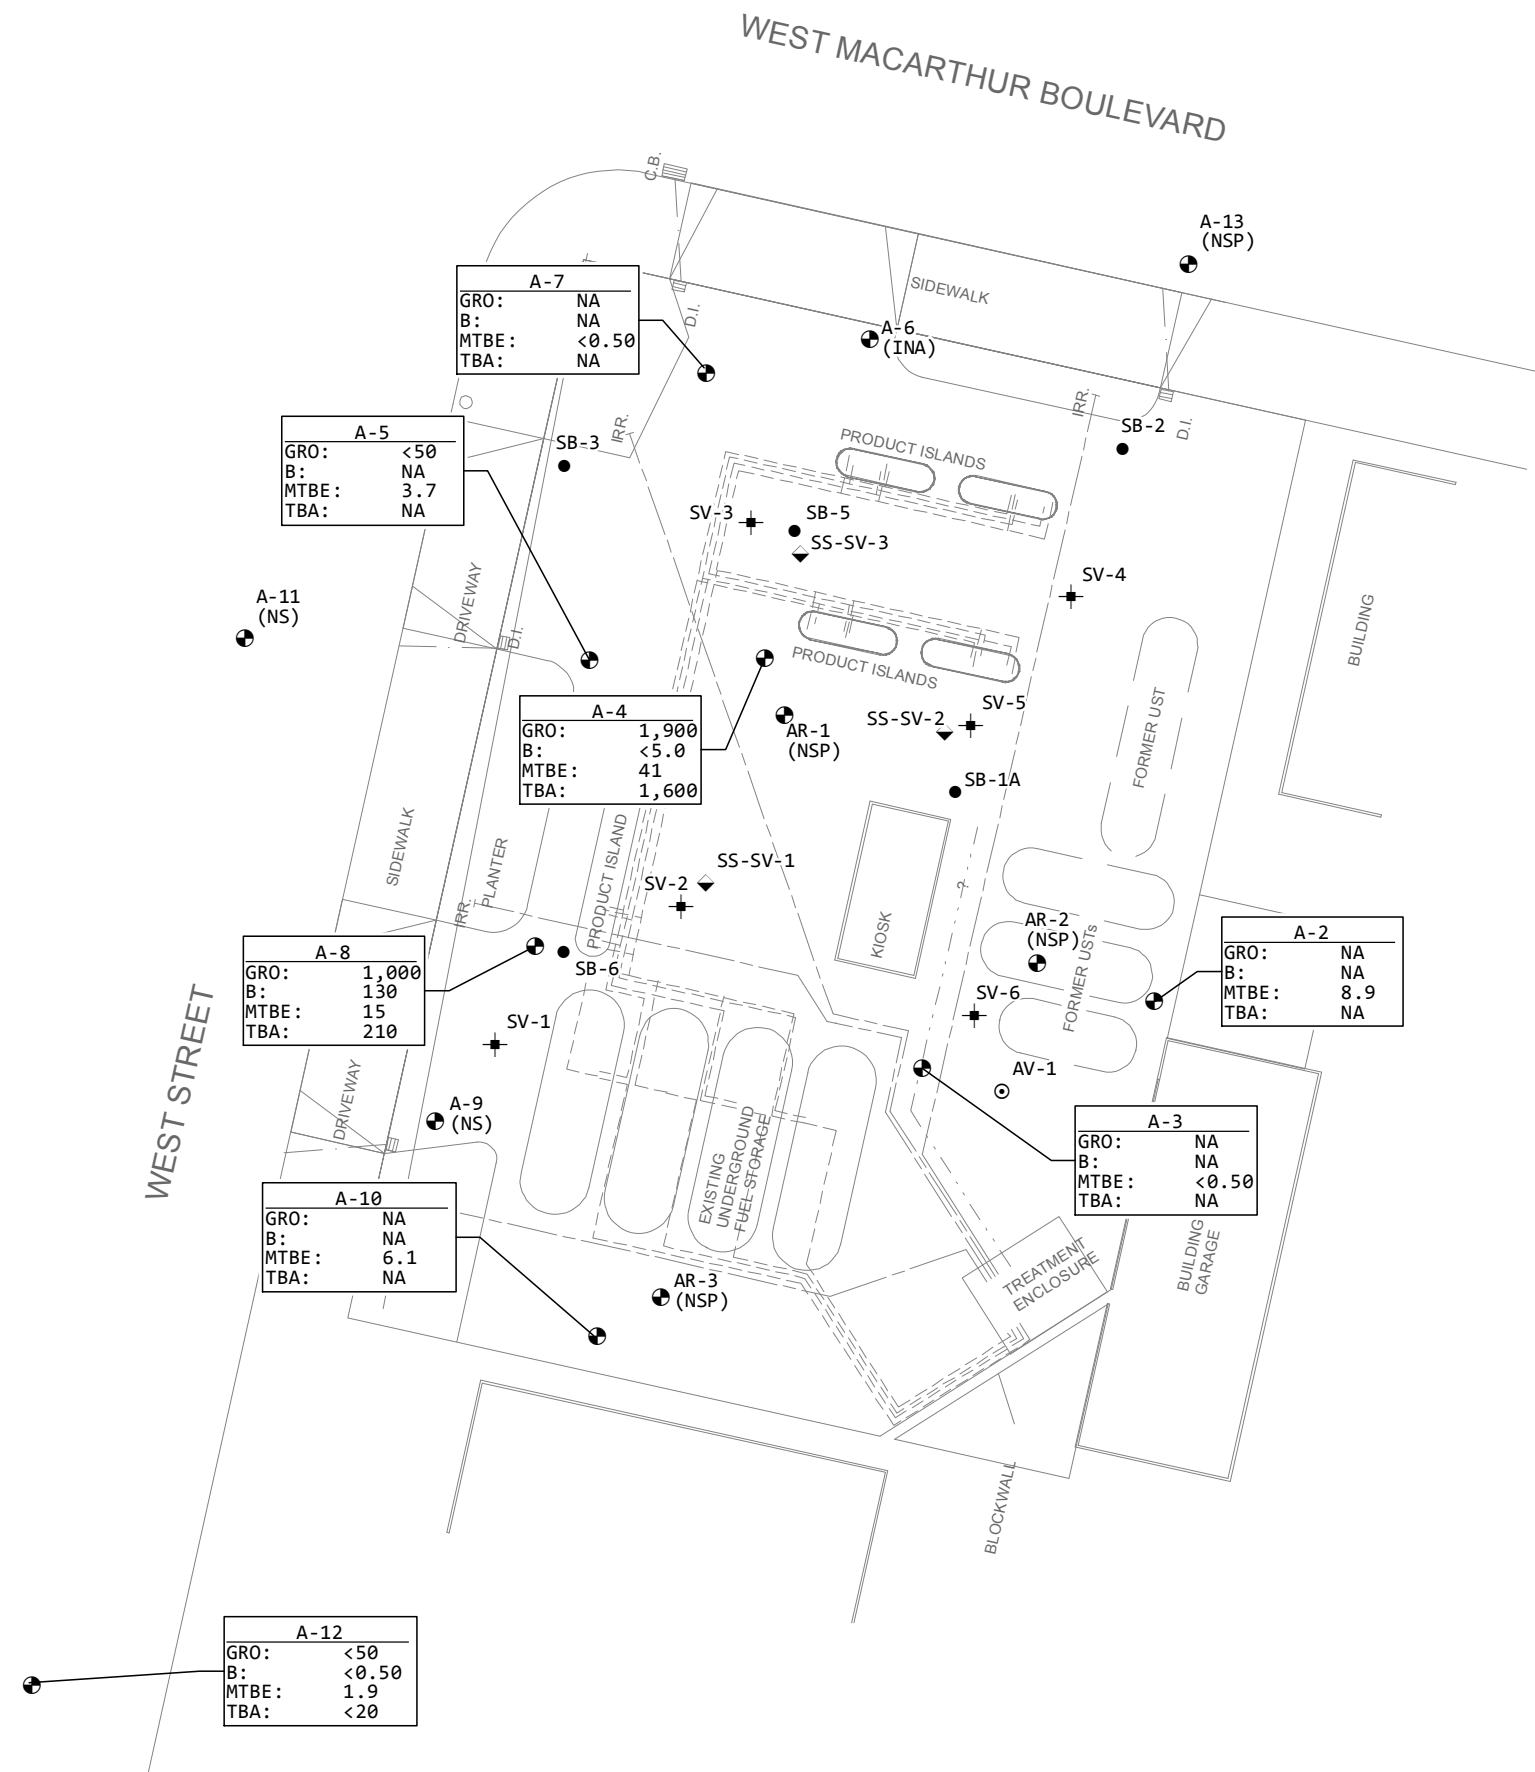 WEST MACARTHUR BOULEVARD
C.B.
A-13
(NSP)
SIDEWALK
A-7
GRO: NA
B: NA
MTBE: <0.50
TBA: NA
D.I.
A-6
(INA)
IRR.
D.I.
SB-2
A-5
GRO: <50
B: NA
MTBE: 3.7
TBA: NA
SB-3
IRR.
PRODUCT ISLANDS
SV-3
SB-5
SS-SV-3
SV-4
A-11
(NS)
DRIVEWAY
D.I.
BUILDING
PRODUCT ISLANDS
A-4
GRO: 1,900
B: <5.0
MTBE: 41
TBA: 1,600
AR-1
(NSP)
SS-SV-2
SV-5
FORMER UST
SB-1A
SIDEWALK
PLANTER
IRR.
PRODUCT ISLAND
SS-SV-1
SV-2
?
KIOSK
AR-2
(NSP)
FORMER USTs
A-2
GRO: NA
B: NA
MTBE: 8.9
TBA: NA
A-8
GRO: 1,000
B: 130
MTBE: 15
TBA: 210
SB-6
SV-1
SV-6
AV-1
WEST STREET
DRIVEWAY
A-9
(NS)
EXISTING
UNDERGROUND
FUEL STORAGE
A-3
GRO: NA
B: NA
MTBE: <0.50
TBA: NA
A-10
GRO: NA
B: NA
MTBE: 6.1
TBA: NA
AR-3
(NSP)
TREATMENT
ENCLOSURE
BUILDING
GARAGE
BLOCKWALL
A-12
GRO: <50
B: <0.50
MTBE: 1.9
TBA: <20